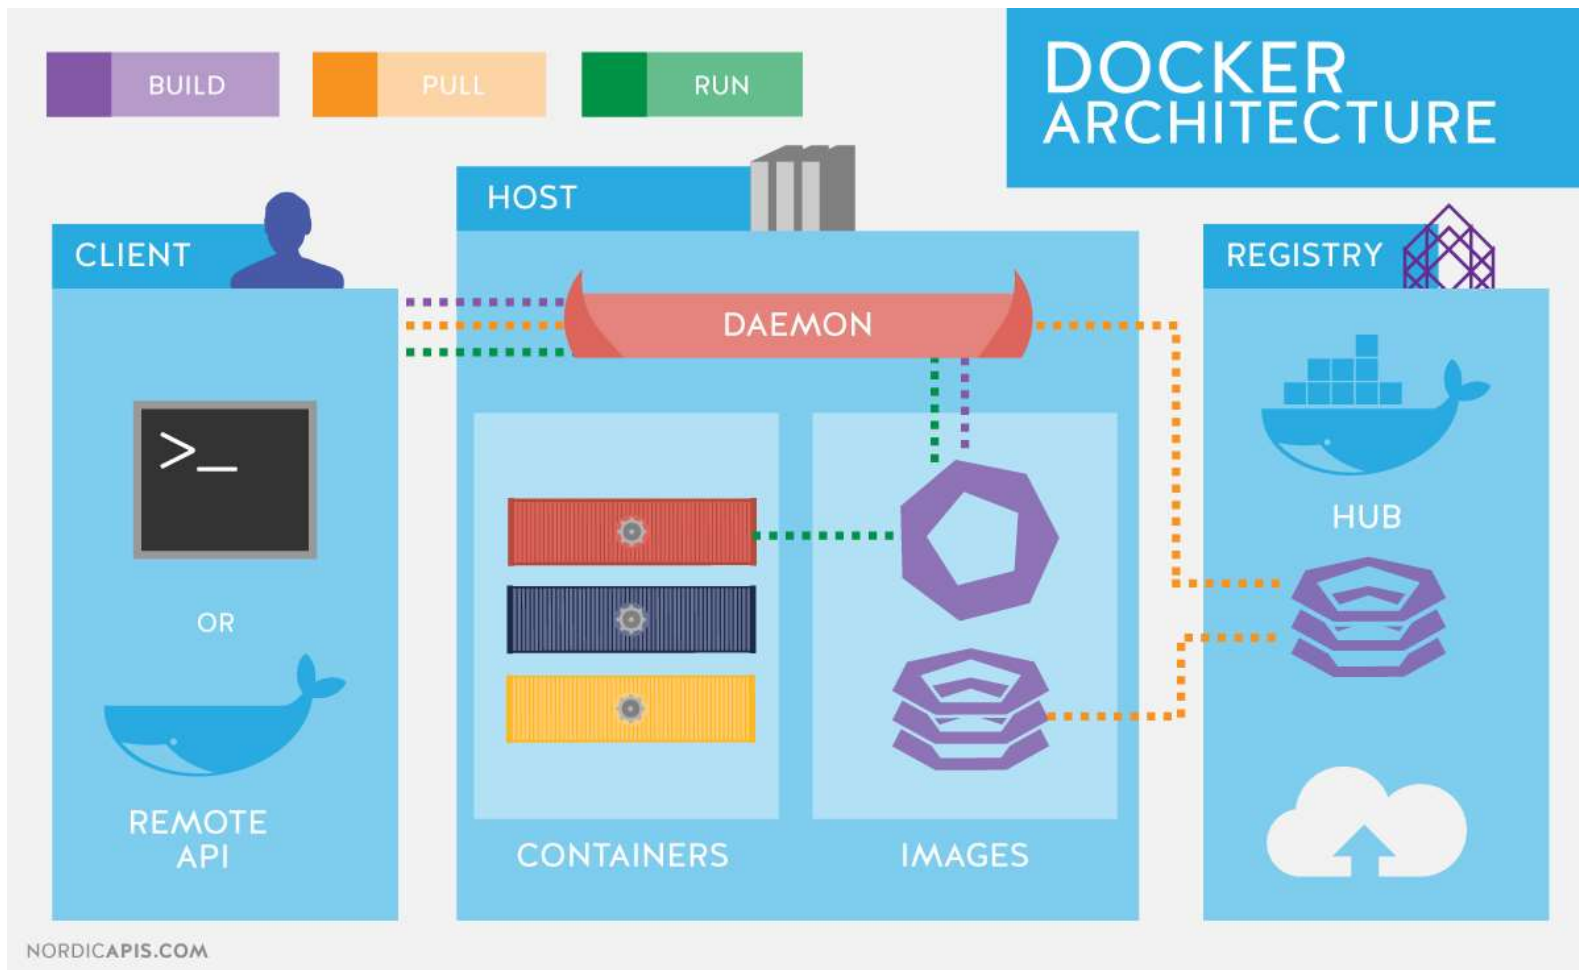 BUILD
PULL
RUN
DOCKER
ARCHITECTURE
CLIENT
>_
OR
REMOTE
API
HOST
DAEMON
CONTAINERS
IMAGES
REGISTRY
HUB
NORDICAPIS.COM